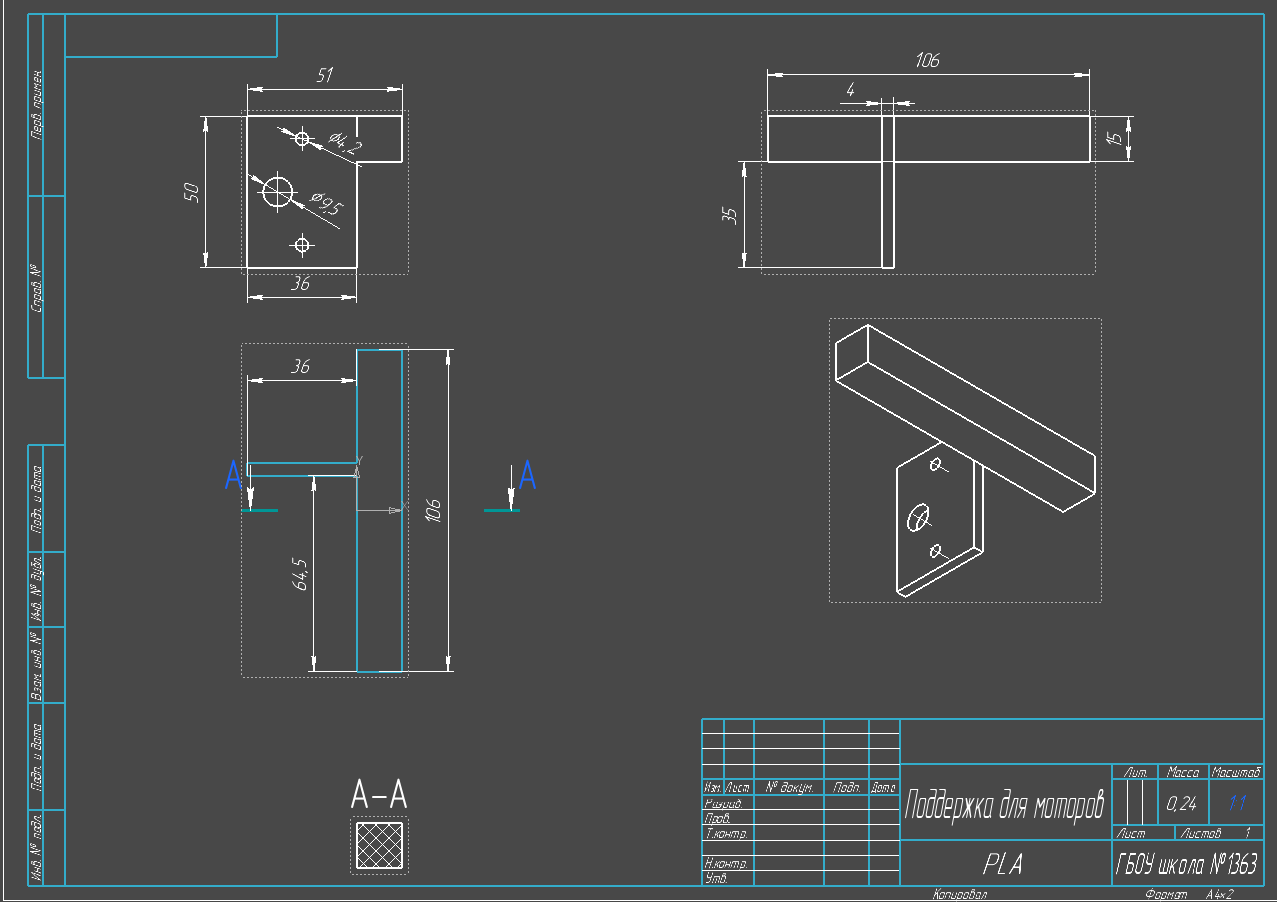 51
106
4
Перв. примен.
⌀4,2
15
50
⌀9,5
35
Справ. №
36
36
Y
A
A
X
106
64,5
Подп. и дата
Инв. № дубл.
Взам. инв. №
Подп. и дата
Инв. № подл.
A-A
Лит.
Масса
Масштаб
Изм.
Лист
№ докум.
Подп.
Дата
Разраб.
Поддержка для моторов
0,24
1:1
Пров.
Т.контр.
Лист
Листов 1
Н.контр.
PLA
ГБОУ школа №1363
Утв.
Копировал
Формат A4×2